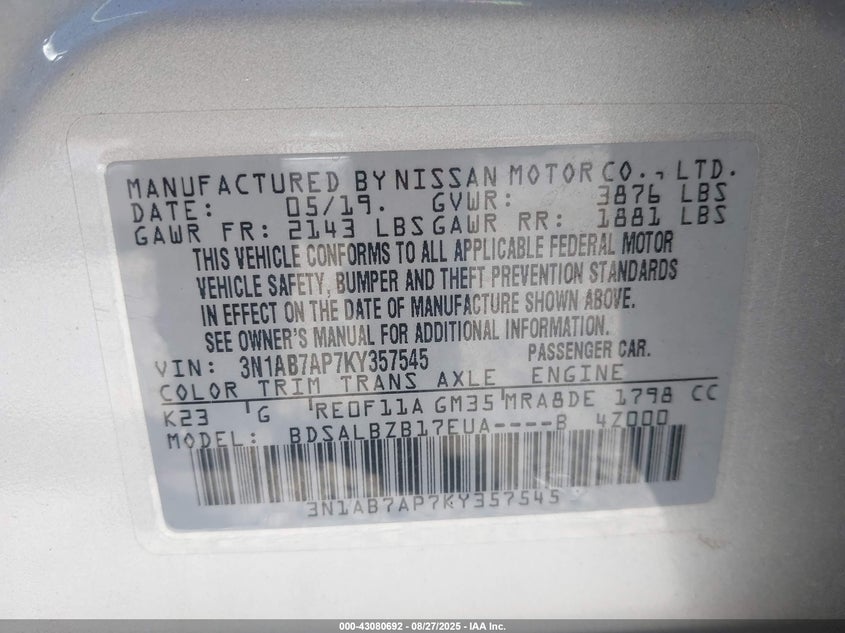 MANUFACTURED BY NISSAN MOTOR CO., LTD.
DATE: 05/19. GVWR: 3876 LBS
GAWR FR: 2143 LBS GAWR RR: 1881 LBS
THIS VEHICLE CONFORMS TO ALL APPLICABLE FEDERAL MOTOR
VEHICLE SAFETY, BUMPER AND THEFT PREVENTION STANDARDS
IN EFFECT ON THE DATE OF MANUFACTURE SHOWN ABOVE.
SEE OWNER'S MANUAL FOR ADDITIONAL INFORMATION.
VIN: 3N1AB7AP7KY357545 PASSENGER CAR.
COLOR TRIM TRANS AXLE ENGINE
K23 G RE0F11A GM35 MRA8DE 1798 CC
MODEL: BDSALBZB17EUA----B 4Z000
3N1AB7AP7KY357545
000-43080692 - 08/27/2025 - IAA Inc.